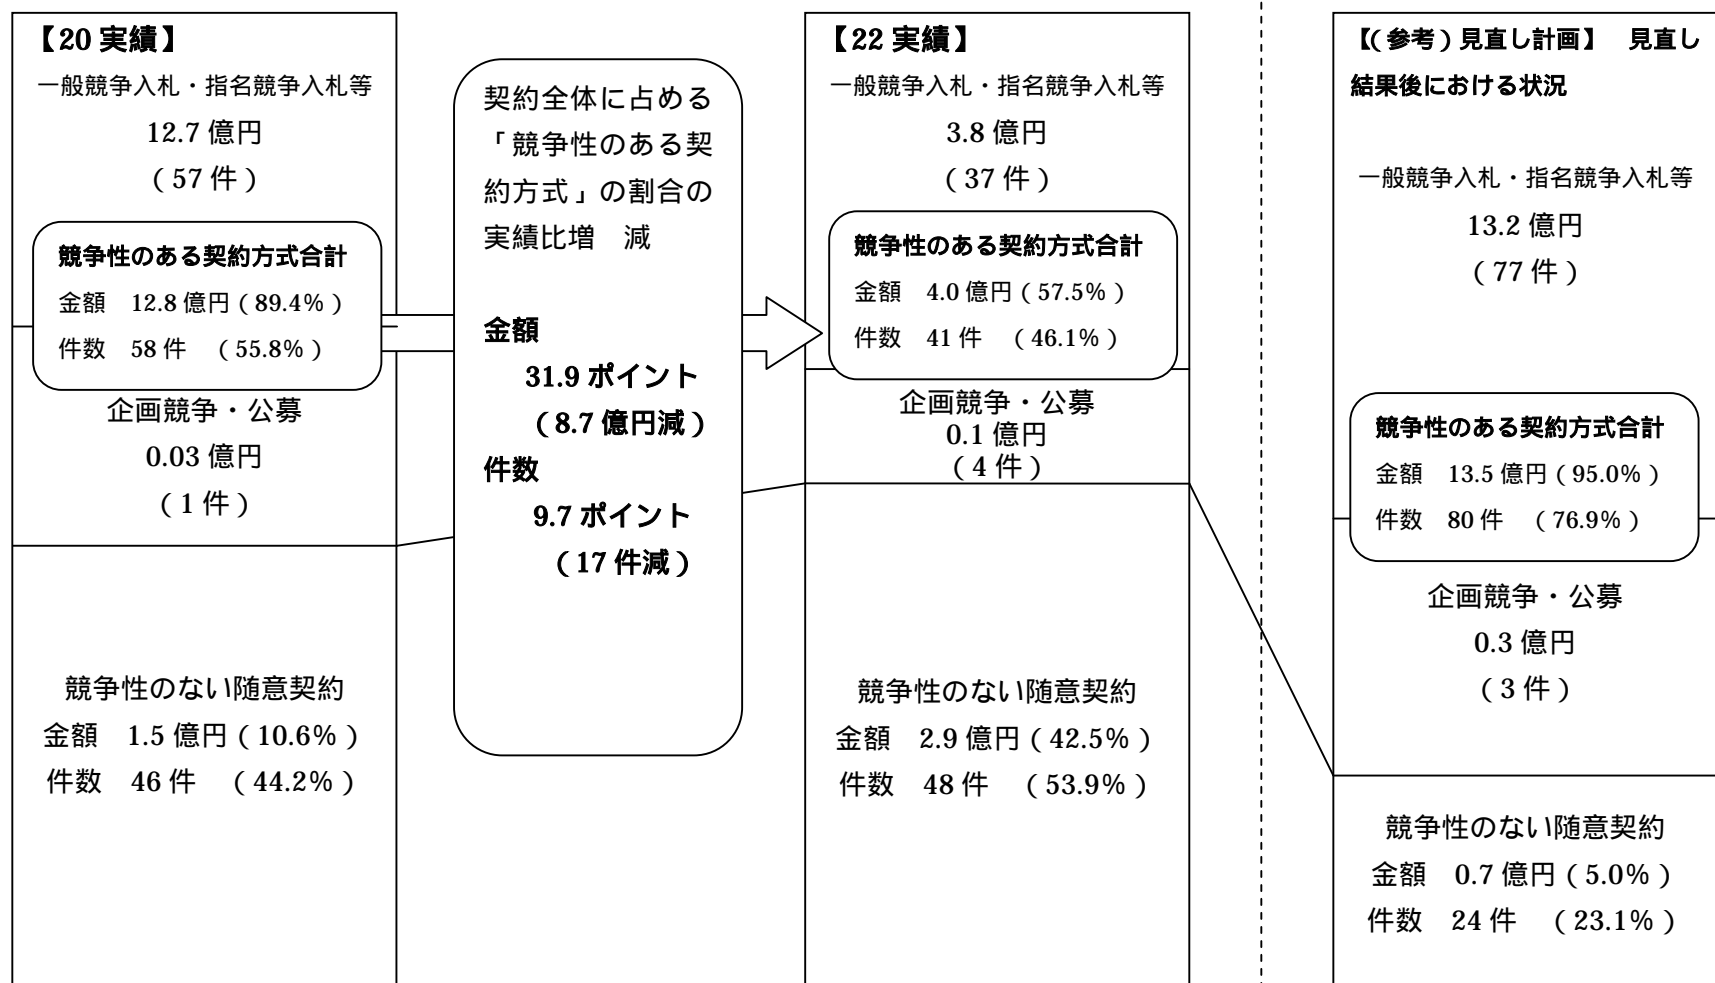 【20 実績】
一般競争入札・指名競争入札等
12.7 億円
（57 件）
競争性のある契約方式合計
金額　12.8 億円（89.4％）
件数　58 件　（55.8％）
企画競争・公募
0.03 億円
（1 件）
競争性のない随意契約
金額　1.5 億円（10.6％）
件数　46 件　（44.2％）
契約全体に占める
「競争性のある契
約方式」の割合の
実績比増　減
金額
31.9 ポイント
（8.7 億円減）
件数
9.7 ポイント
（17 件減）
【22 実績】
一般競争入札・指名競争入札等
3.8 億円
（37 件）
競争性のある契約方式合計
金額　4.0 億円（57.5％）
件数　41 件　（46.1％）
企画競争・公募
0.1 億円
（4 件）
競争性のない随意契約
金額　2.9 億円（42.5％）
件数　48 件　（53.9％）
【（参考）見直し計画】　見直し
結果後における状況
一般競争入札・指名競争入札等
13.2 億円
（77 件）
競争性のある契約方式合計
金額　13.5 億円（95.0％）
件数　80 件　（76.9％）
企画競争・公募
0.3 億円
（3 件）
競争性のない随意契約
金額　0.7 億円（5.0％）
件数　24 件　（23.1％）